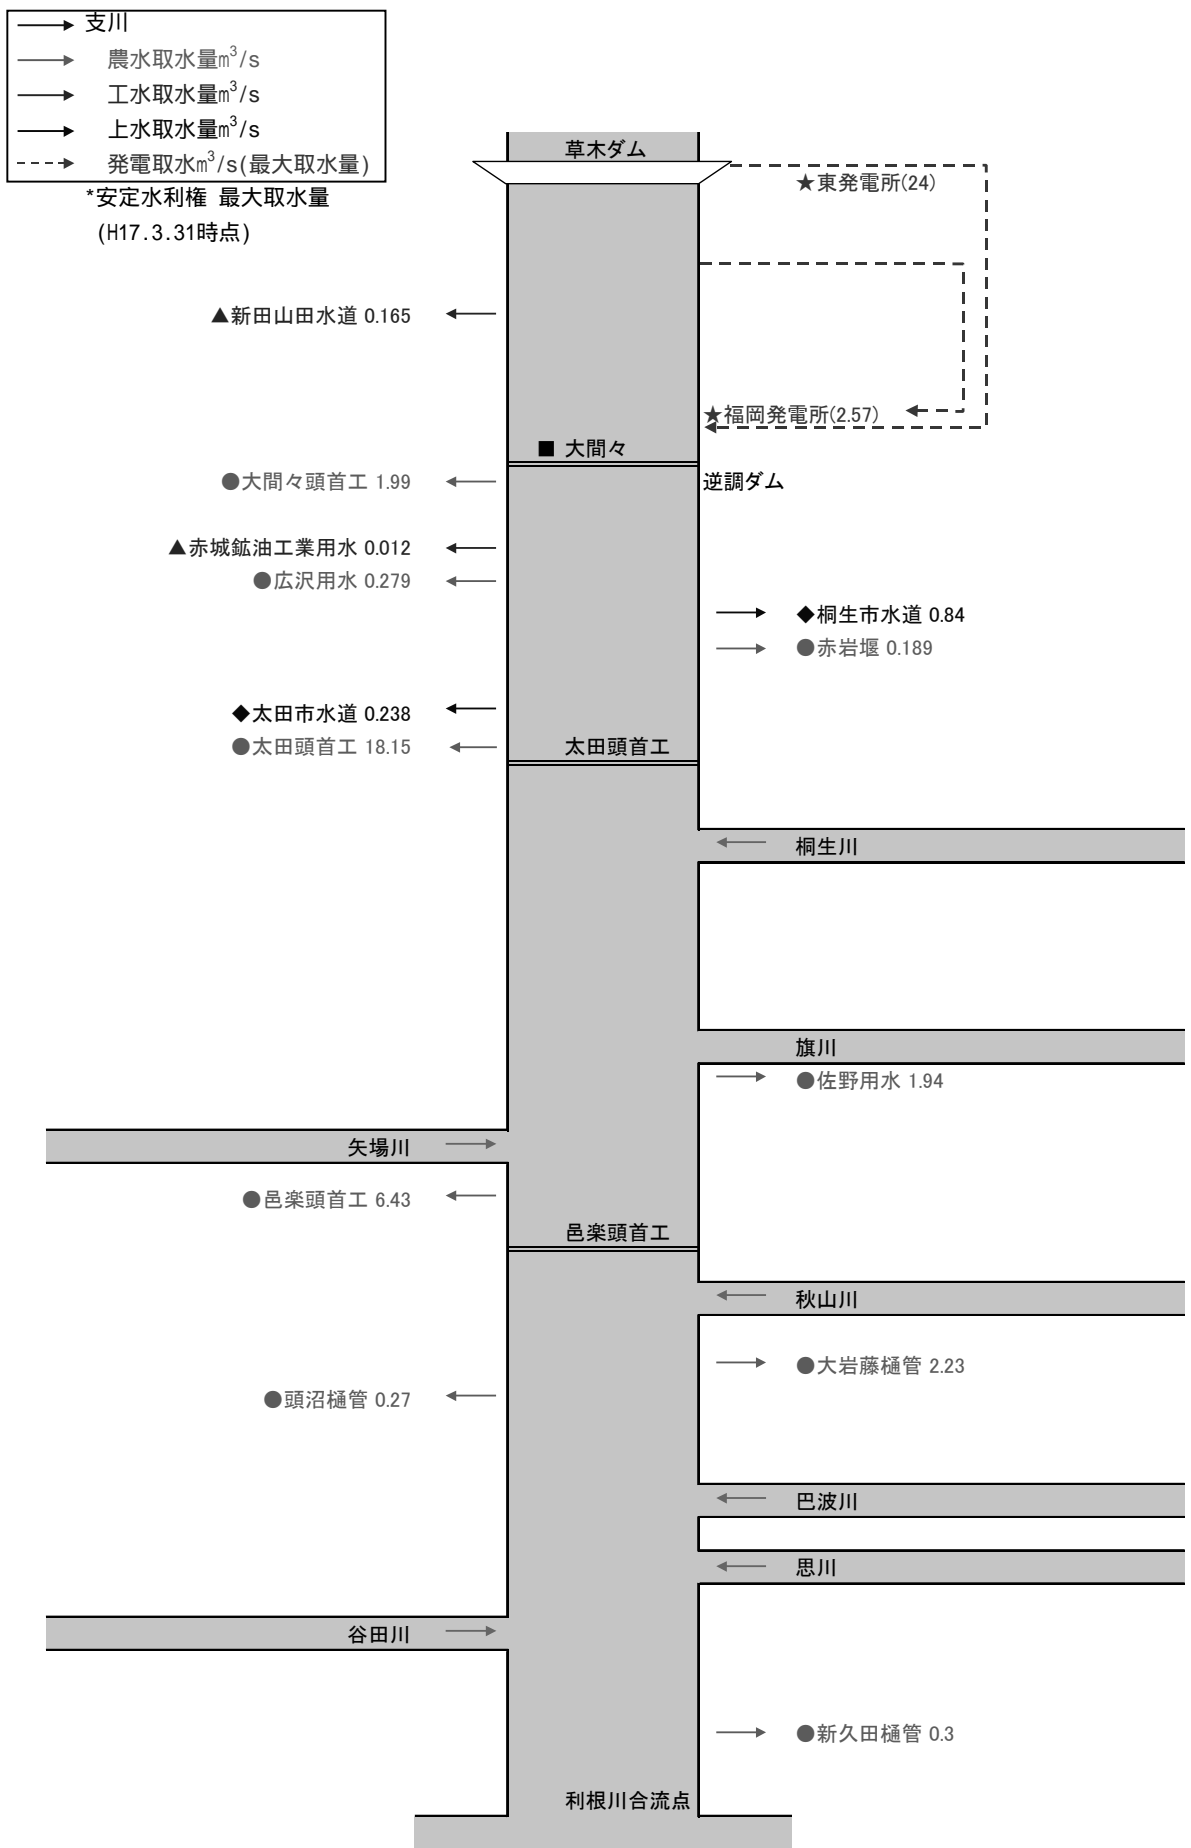 支川
農水取水量m³/s
工水取水量m³/s
上水取水量m³/s
発電取水m³/s(最大取水量)
*安定水利権 最大取水量
(H17.3.31時点)
草木ダム
★東発電所(24)
▲新田山田水道 0.165
★福岡発電所(2.57)
■ 大間々
●大間々頭首工 1.99
逆調ダム
▲赤城鉱油工業用水 0.012
●広沢用水 0.279
◆桐生市水道 0.84
●赤岩堰 0.189
◆太田市水道 0.238
●太田頭首工 18.15
太田頭首工
桐生川
旗川
●佐野用水 1.94
矢場川
●邑楽頭首工 6.43
邑楽頭首工
秋山川
●大岩藤樋管 2.23
●頭沼樋管 0.27
巴波川
思川
谷田川
●新久田樋管 0.3
利根川合流点